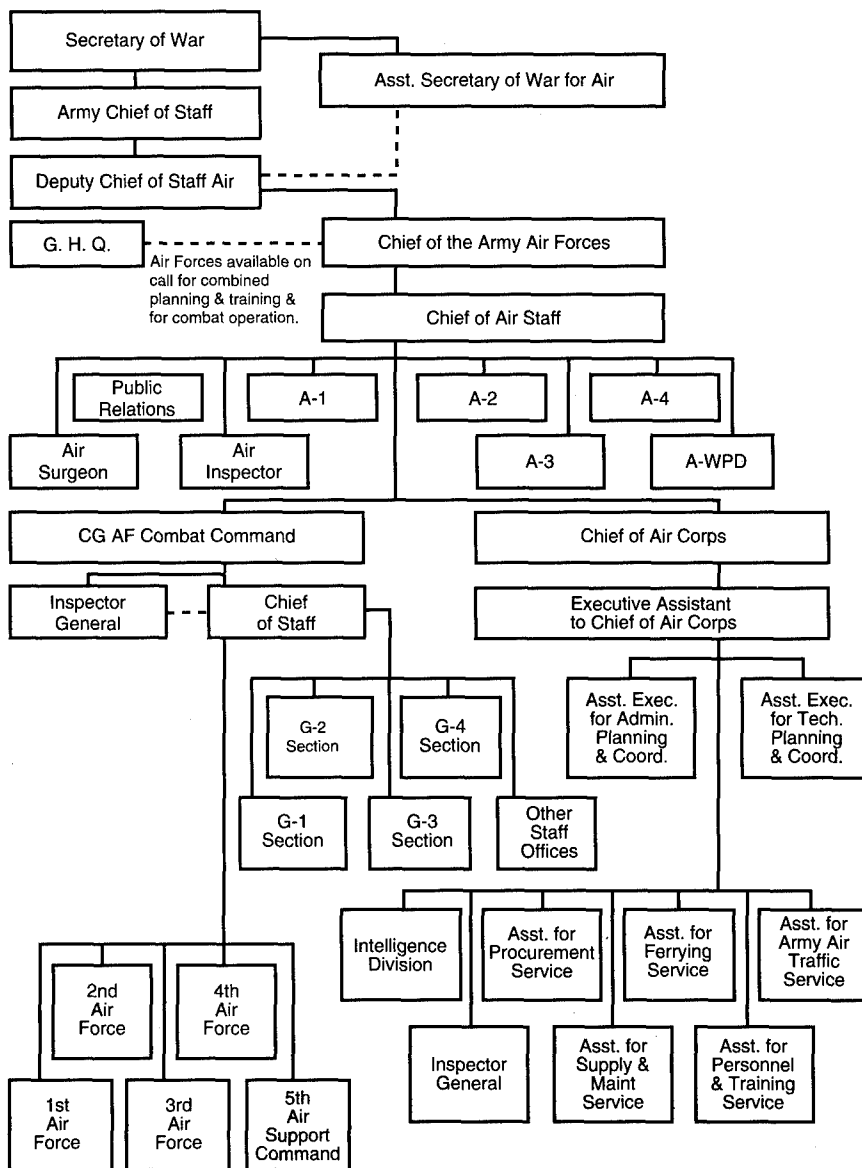 Secretary of War
Asst. Secretary of War for Air
Army Chief of Staff
Deputy Chief of Staff Air
G. H. Q.
Chief of the Army Air Forces
Air Forces available on
call for combined
planning & training &
for combat operation.
Chief of Air Staff
Public
Relations
A-1
A-2
A-4
Air
Surgeon
Air
Inspector
A-3
A-WPD
CG AF Combat Command
Chief of Air Corps
Inspector
General
Chief
of Staff
Executive Assistant
to Chief of Air Corps
G-2
Section
G-4
Section
Asst. Exec.
for Admin.
Planning
& Coord.
Asst. Exec.
for Tech.
Planning
& Coord.
G-1
Section
G-3
Section
Other
Staff
Offices
Intelligence
Division
Asst. for
Procurement
Service
Asst. for
Ferrying
Service
Asst. for
Army Air
Traffic
Service
2nd
Air
Force
4th
Air
Force
Inspector
General
Asst. for
Supply &
Maint
Service
Asst. for
Personnel
& Training
Service
1st
Air
Force
3rd
Air
Force
5th
Air
Support
Command